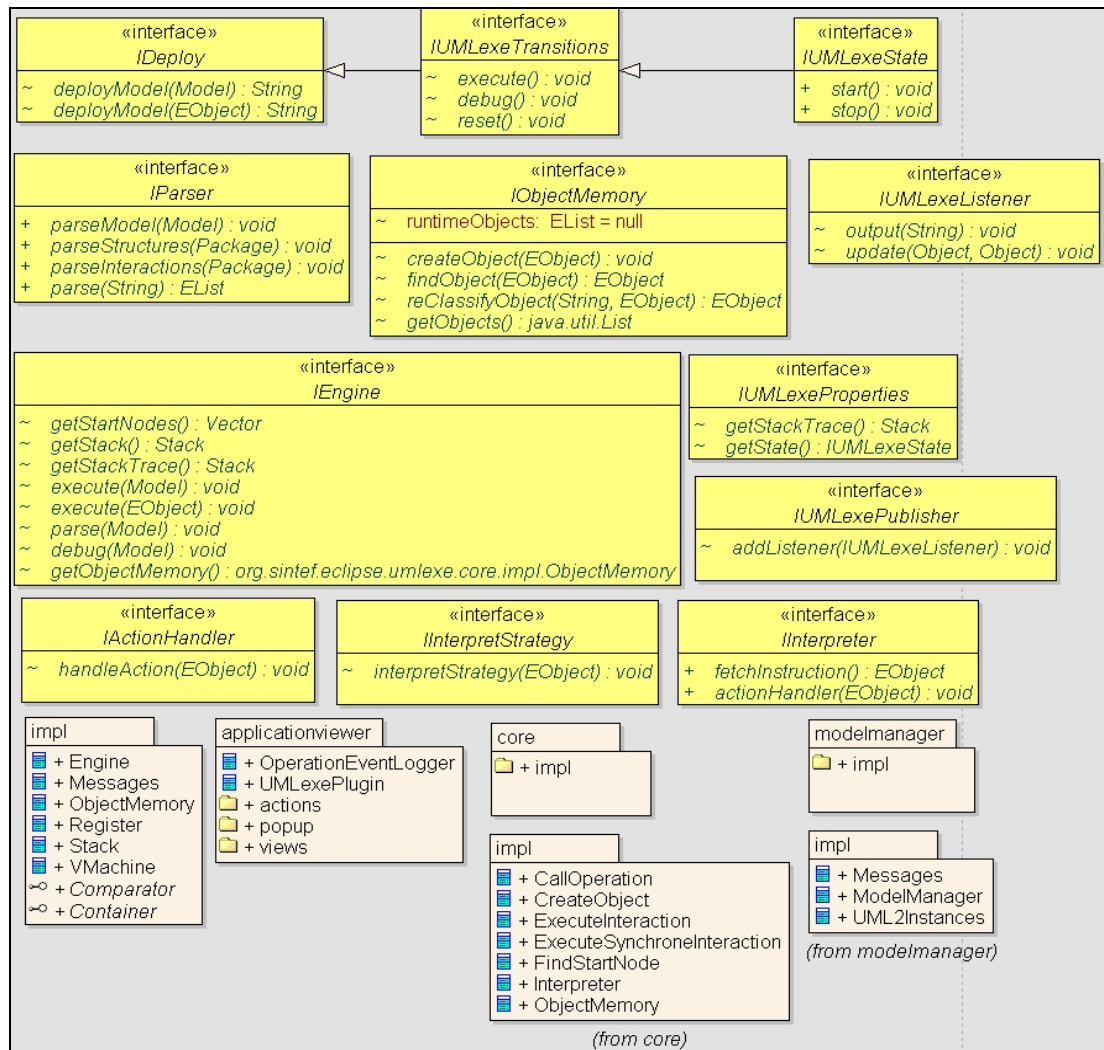 «interface»
IDeploy
~ deployModel(Model) : String
~ deployModel(EObject) : String
«interface»
IUMLexeTransitions
~ execute() : void
~ debug() : void
~ reset() : void
«interface»
IUMLexeState
+ start() : void
+ stop() : void
«interface»
IParser
+ parseModel(Model) : void
+ parseStructures(Package) : void
+ parseInteractions(Package) : void
+ parse(String) : EList
«interface»
IObjectMemory
~ runtimeObjects: EList = null
~ createObject(EObject) : void
~ findObject(EObject) : EObject
~ reClassifyObject(String, EObject) : EObject
~ getObjects() : java.util.List
«interface»
IUMLexeListener
~ output(String) : void
~ update(Object, Object) : void
«interface»
IEngine
~ getStartNodes() : Vector
~ getStack() : Stack
~ getStackTrace() : Stack
~ execute(Model) : void
~ execute(EObject) : void
~ parse(Model) : void
~ debug(Model) : void
~ getObjectMemory() : org.sintef.eclipse.umlexe.core.impl.ObjectMemory
«interface»
IUMLexeProperties
~ getStackTrace() : Stack
~ getState() : IUMLexeState
«interface»
IUMLexePublisher
~ addListener(IUMLexeListener) : void
«interface»
IActionHandler
~ handleAction(EObject) : void
«interface»
IInterpretStrategy
~ interpretStrategy(EObject) : void
«interface»
IInterpreter
+ fetchInstruction() : EObject
+ actionHandler(EObject) : void
impl
+ Engine
+ Messages
+ ObjectMemory
+ Register
+ Stack
+ VMachine
+ Comparator
+ Container
applicationviewer
+ OperationEventLogger
+ UMLexePlugin
+ actions
+ popup
+ views
core
+ impl
modelmanager
+ impl
impl
+ CallOperation
+ CreateObject
+ ExecuteInteraction
+ ExecuteSynchroneInteraction
+ FindStartNode
+ Interpreter
+ ObjectMemory
(from core)
impl
+ Messages
+ ModelManager
+ UML2Instances
(from modelmanager)